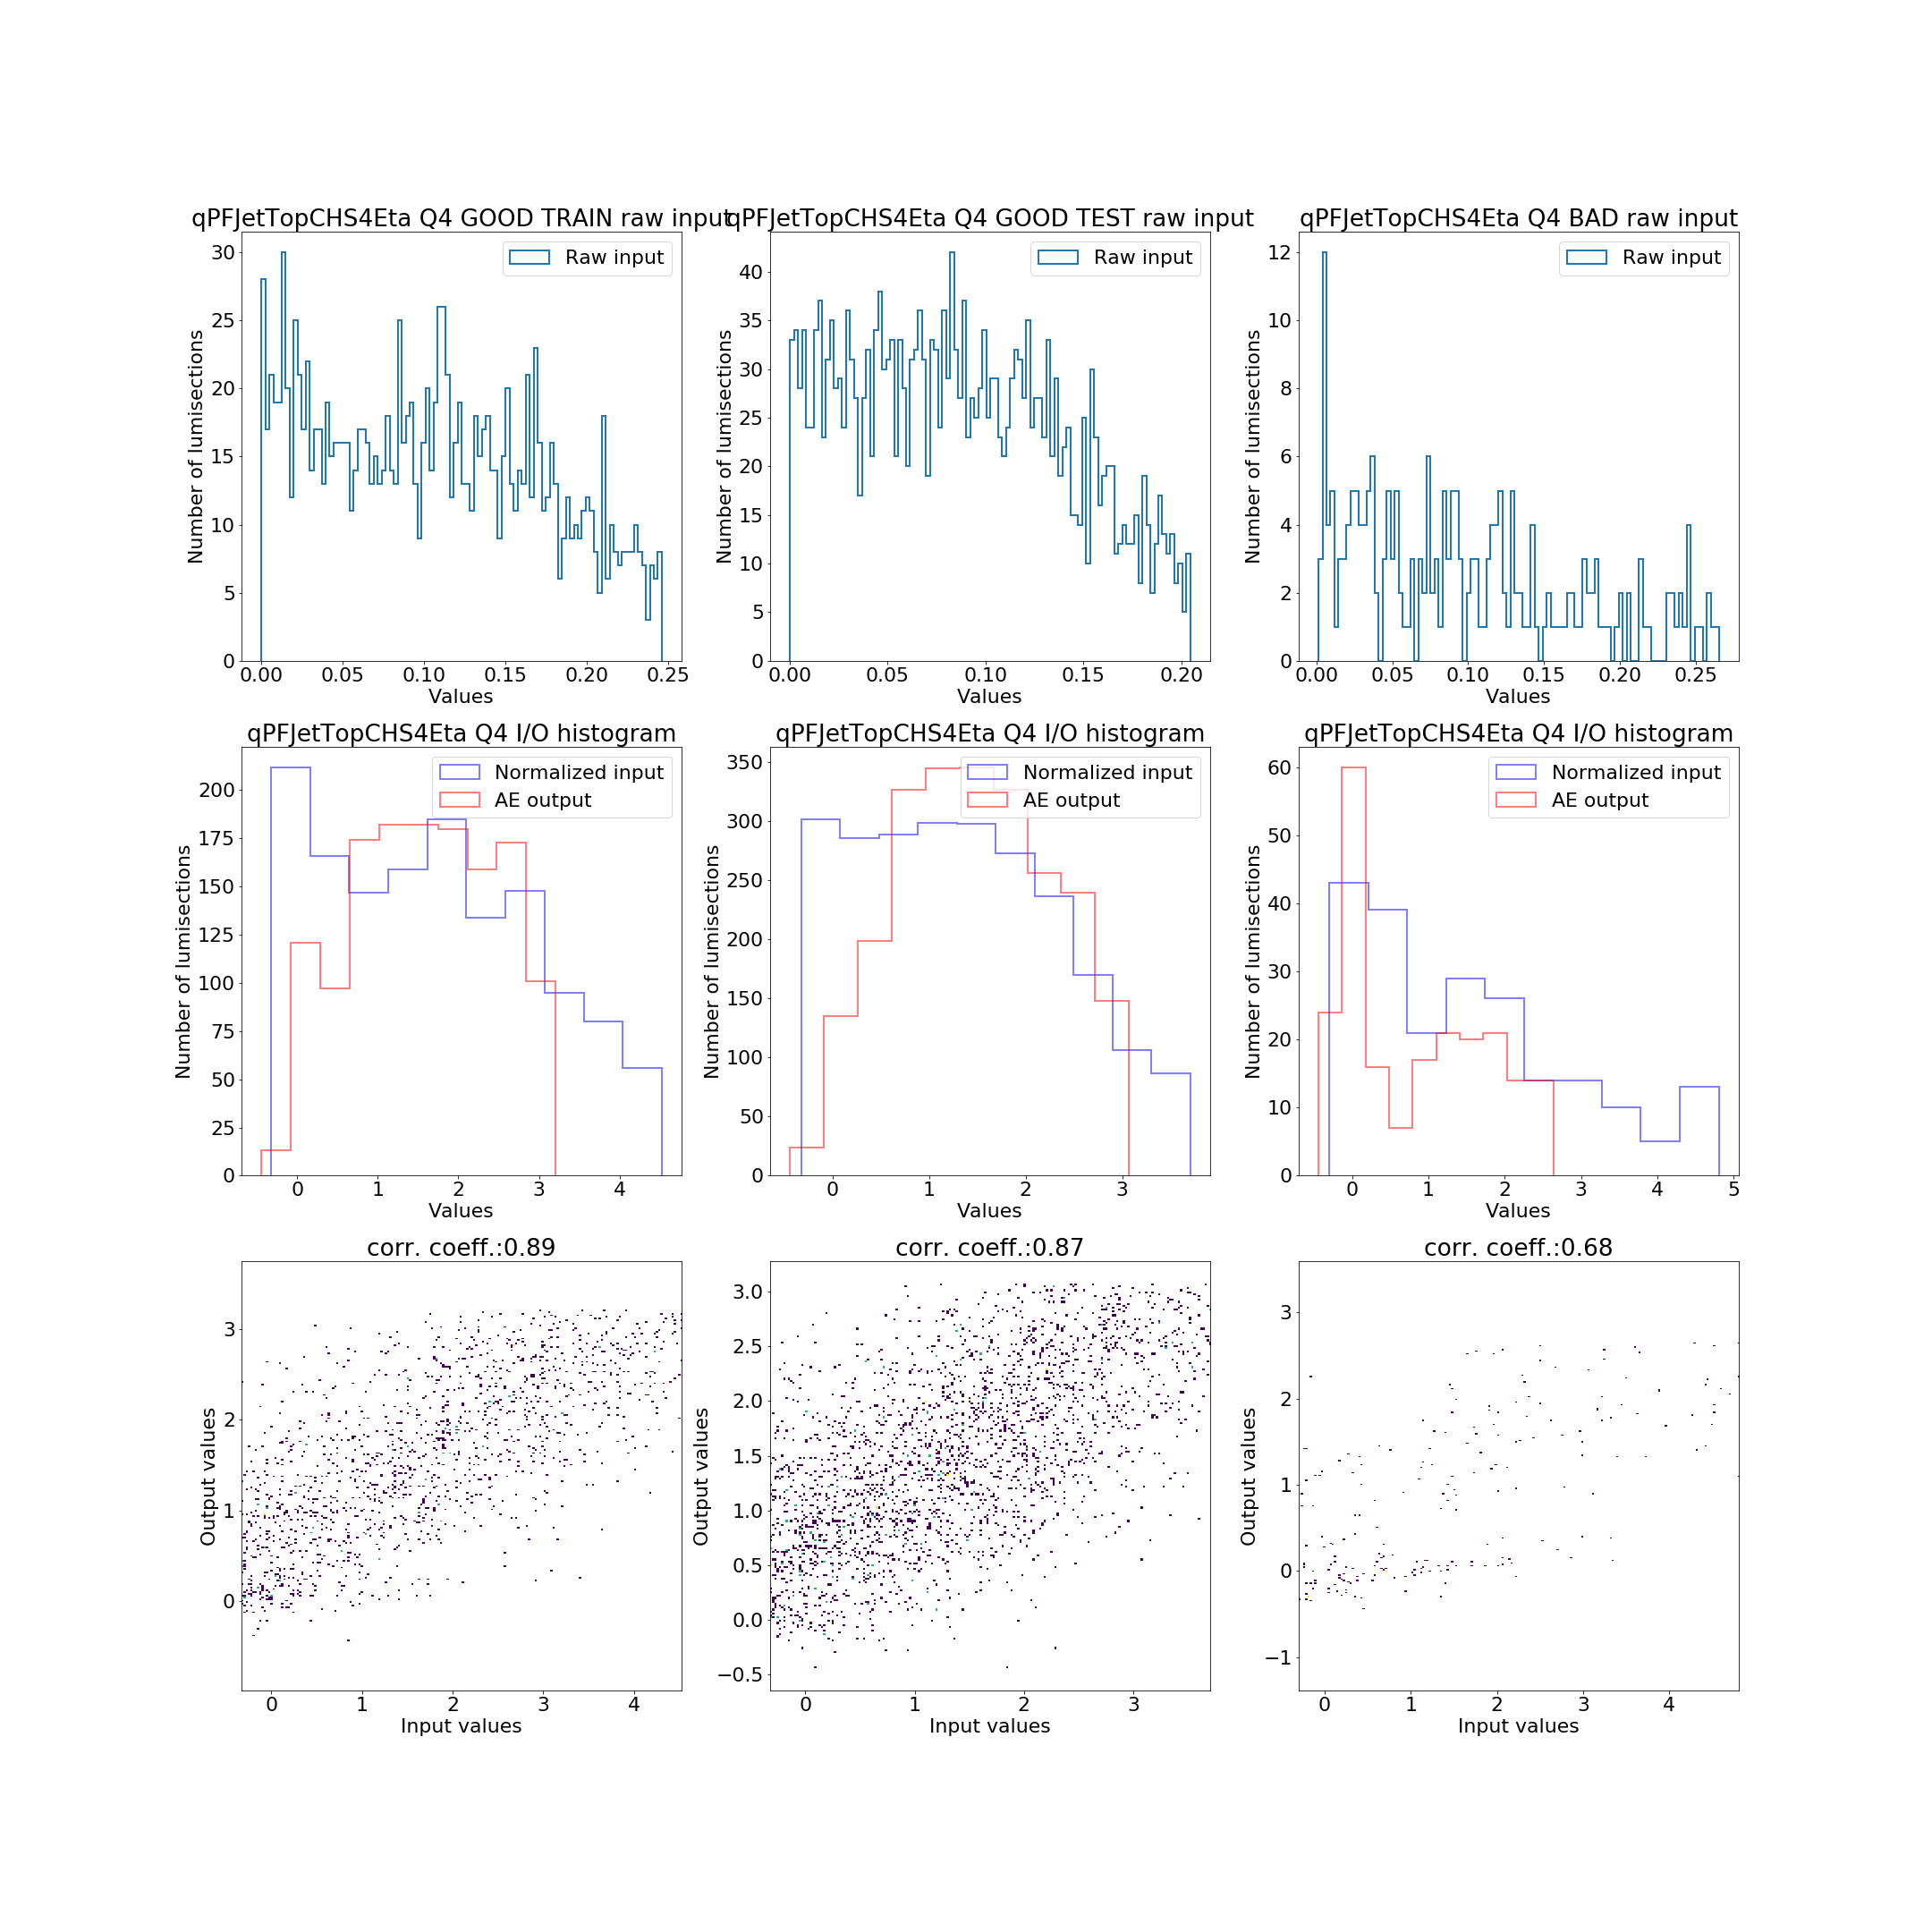 qPFJetTopCHS4Eta Q4 GOOD TRAIN raw input
Number of lumisections
30
25
20
15
10
5
0
Raw input
0.00 0.05 0.10 0.15 0.20 0.25
Values
qPFJetTopCHS4Eta Q4 GOOD TEST raw input
Number of lumisections
40
35
30
25
20
15
10
5
0
Raw input
0.00 0.05 0.10 0.15 0.20
Values
qPFJetTopCHS4Eta Q4 BAD raw input
Number of lumisections
12
10
8
6
4
2
0
Raw input
0.00 0.05 0.10 0.15 0.20 0.25
Values
qPFJetTopCHS4Eta Q4 I/O histogram
Number of lumisections
200
175
150
125
100
75
50
25
0
Normalized input
AE output
0 1 2 3 4
Values
qPFJetTopCHS4Eta Q4 I/O histogram
Number of lumisections
350
300
250
200
150
100
50
0
Normalized input
AE output
0 1 2 3
Values
qPFJetTopCHS4Eta Q4 I/O histogram
Number of lumisections
60
50
40
30
20
10
0
Normalized input
AE output
0 1 2 3 4 5
Values
corr. coeff.:0.89
Output values
3
2
1
0
0 1 2 3 4
Input values
corr. coeff.:0.87
Output values
3.0
2.5
2.0
1.5
1.0
0.5
0.0
−0.5
0 1 2 3
Input values
corr. coeff.:0.68
Output values
3
2
1
0
−1
0 1 2 3 4
Input values